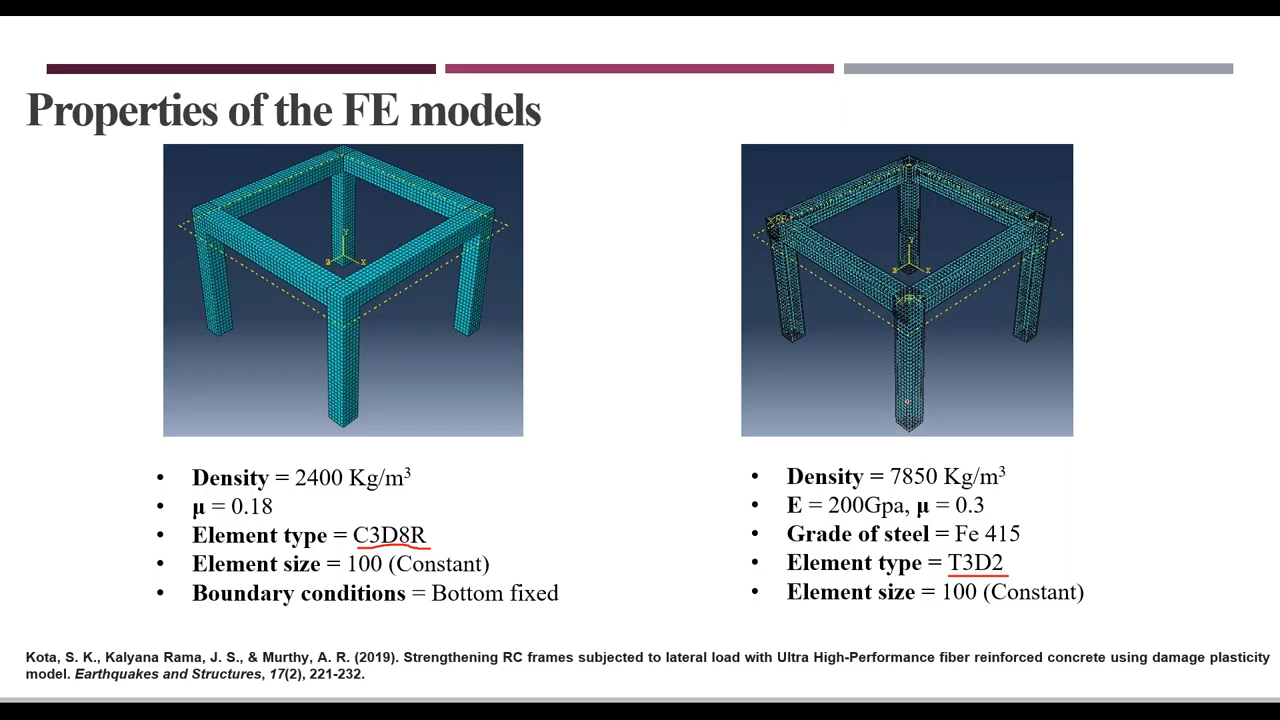 Properties of the FE models
Y
Z
X
RP-
Y
Z
X
RP-
• Density = 2400 Kg/m³
• μ = 0.18
• Element type = C3D8R
• Element size = 100 (Constant)
• Boundary conditions = Bottom fixed
• Density = 7850 Kg/m³
• E = 200Gpa, μ = 0.3
• Grade of steel = Fe 415
• Element type = T3D2
• Element size = 100 (Constant)
Kota, S. K., Kalyana Rama, J. S., & Murthy, A. R. (2019). Strengthening RC frames subjected to lateral load with Ultra High-Performance fiber reinforced concrete using damage plasticity
model. Earthquakes and Structures, 17(2), 221-232.